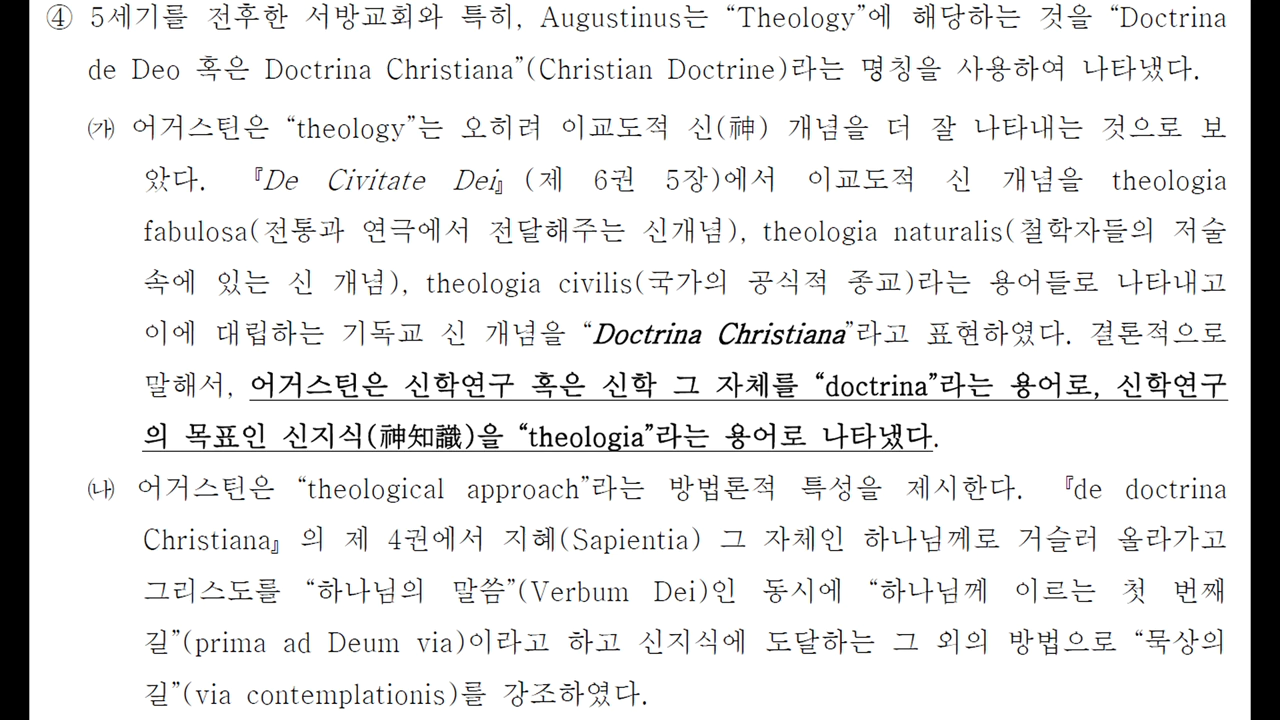 ④ 5세기를 전후한 서방교회와 특히, Augustinus는 “Theology”에 해당하는 것을 “Doctrina
de Deo 혹은 Doctrina Christiana”(Christian Doctrine)라는 명칭을 사용하여 나타냈다.
㈎ 어거스틴은 “theology”는 오히려 이교도적 신(神) 개념을 더 잘 나타내는 것으로 보
았다. 『De Civitate Dei』(제 6권 5장)에서 이교도적 신 개념을 theologia
fabulosa(전통과 연극에서 전달해주는 신개념), theologia naturalis(철학자들의 저술
속에 있는 신 개념), theologia civilis(국가의 공식적 종교)라는 용어들로 나타내고
이에 대립하는 기독교 신 개념을 “Doctrina Christiana”라고 표현하였다. 결론적으로
말해서, 어거스틴은 신학연구 혹은 신학 그 자체를 “doctrina”라는 용어로, 신학연구
의 목표인 신지식(神知識)을 “theologia”라는 용어로 나타냈다.
㈏ 어거스틴은 “theological approach”라는 방법론적 특성을 제시한다. 『de doctrina
Christiana』의 제 4권에서 지혜(Sapientia) 그 자체인 하나님께로 거슬러 올라가고
그리스도를 “하나님의 말씀”(Verbum Dei)인 동시에 “하나님께 이르는 첫 번째
길”(prima ad Deum via)이라고 하고 신지식에 도달하는 그 외의 방법으로 “묵상의
길”(via contemplationis)를 강조하였다.